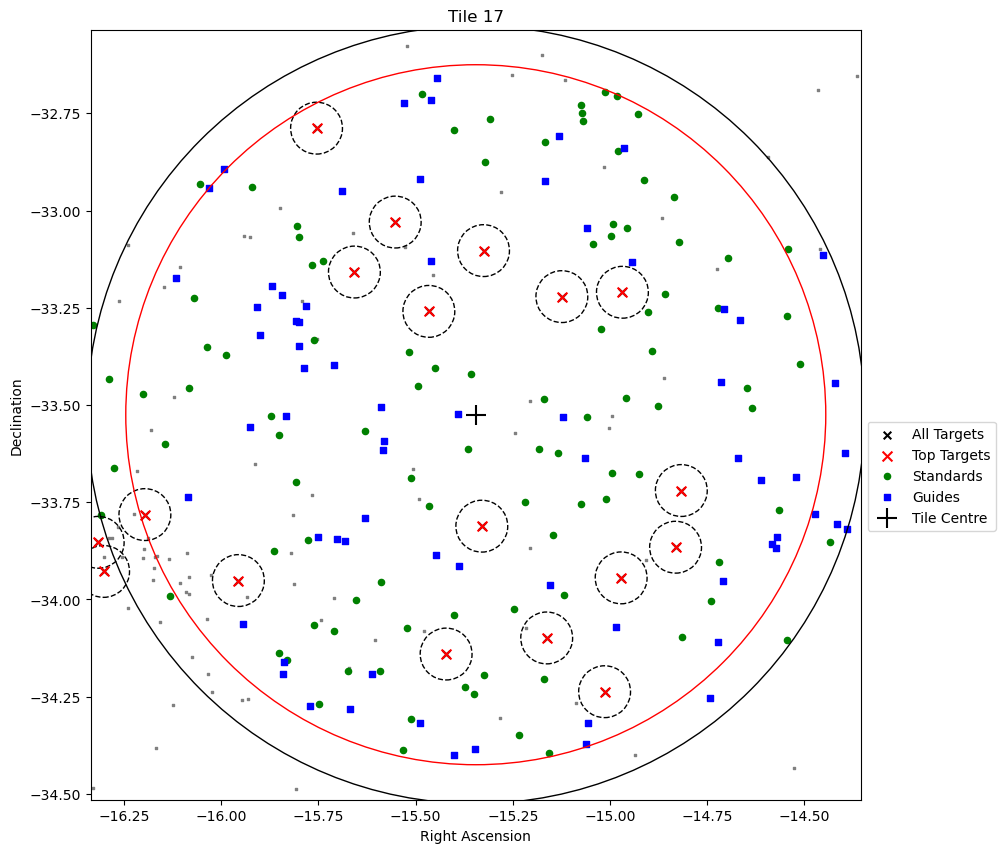 Tile 17
Declination
−32.75
−33.00
−33.25
−33.50
−33.75
−34.00
−34.25
−34.50
−16.25 −16.00 −15.75 −15.50 −15.25 −15.00 −14.75 −14.50
Right Ascension
All Targets
Top Targets
Standards
Guides
Tile Centre